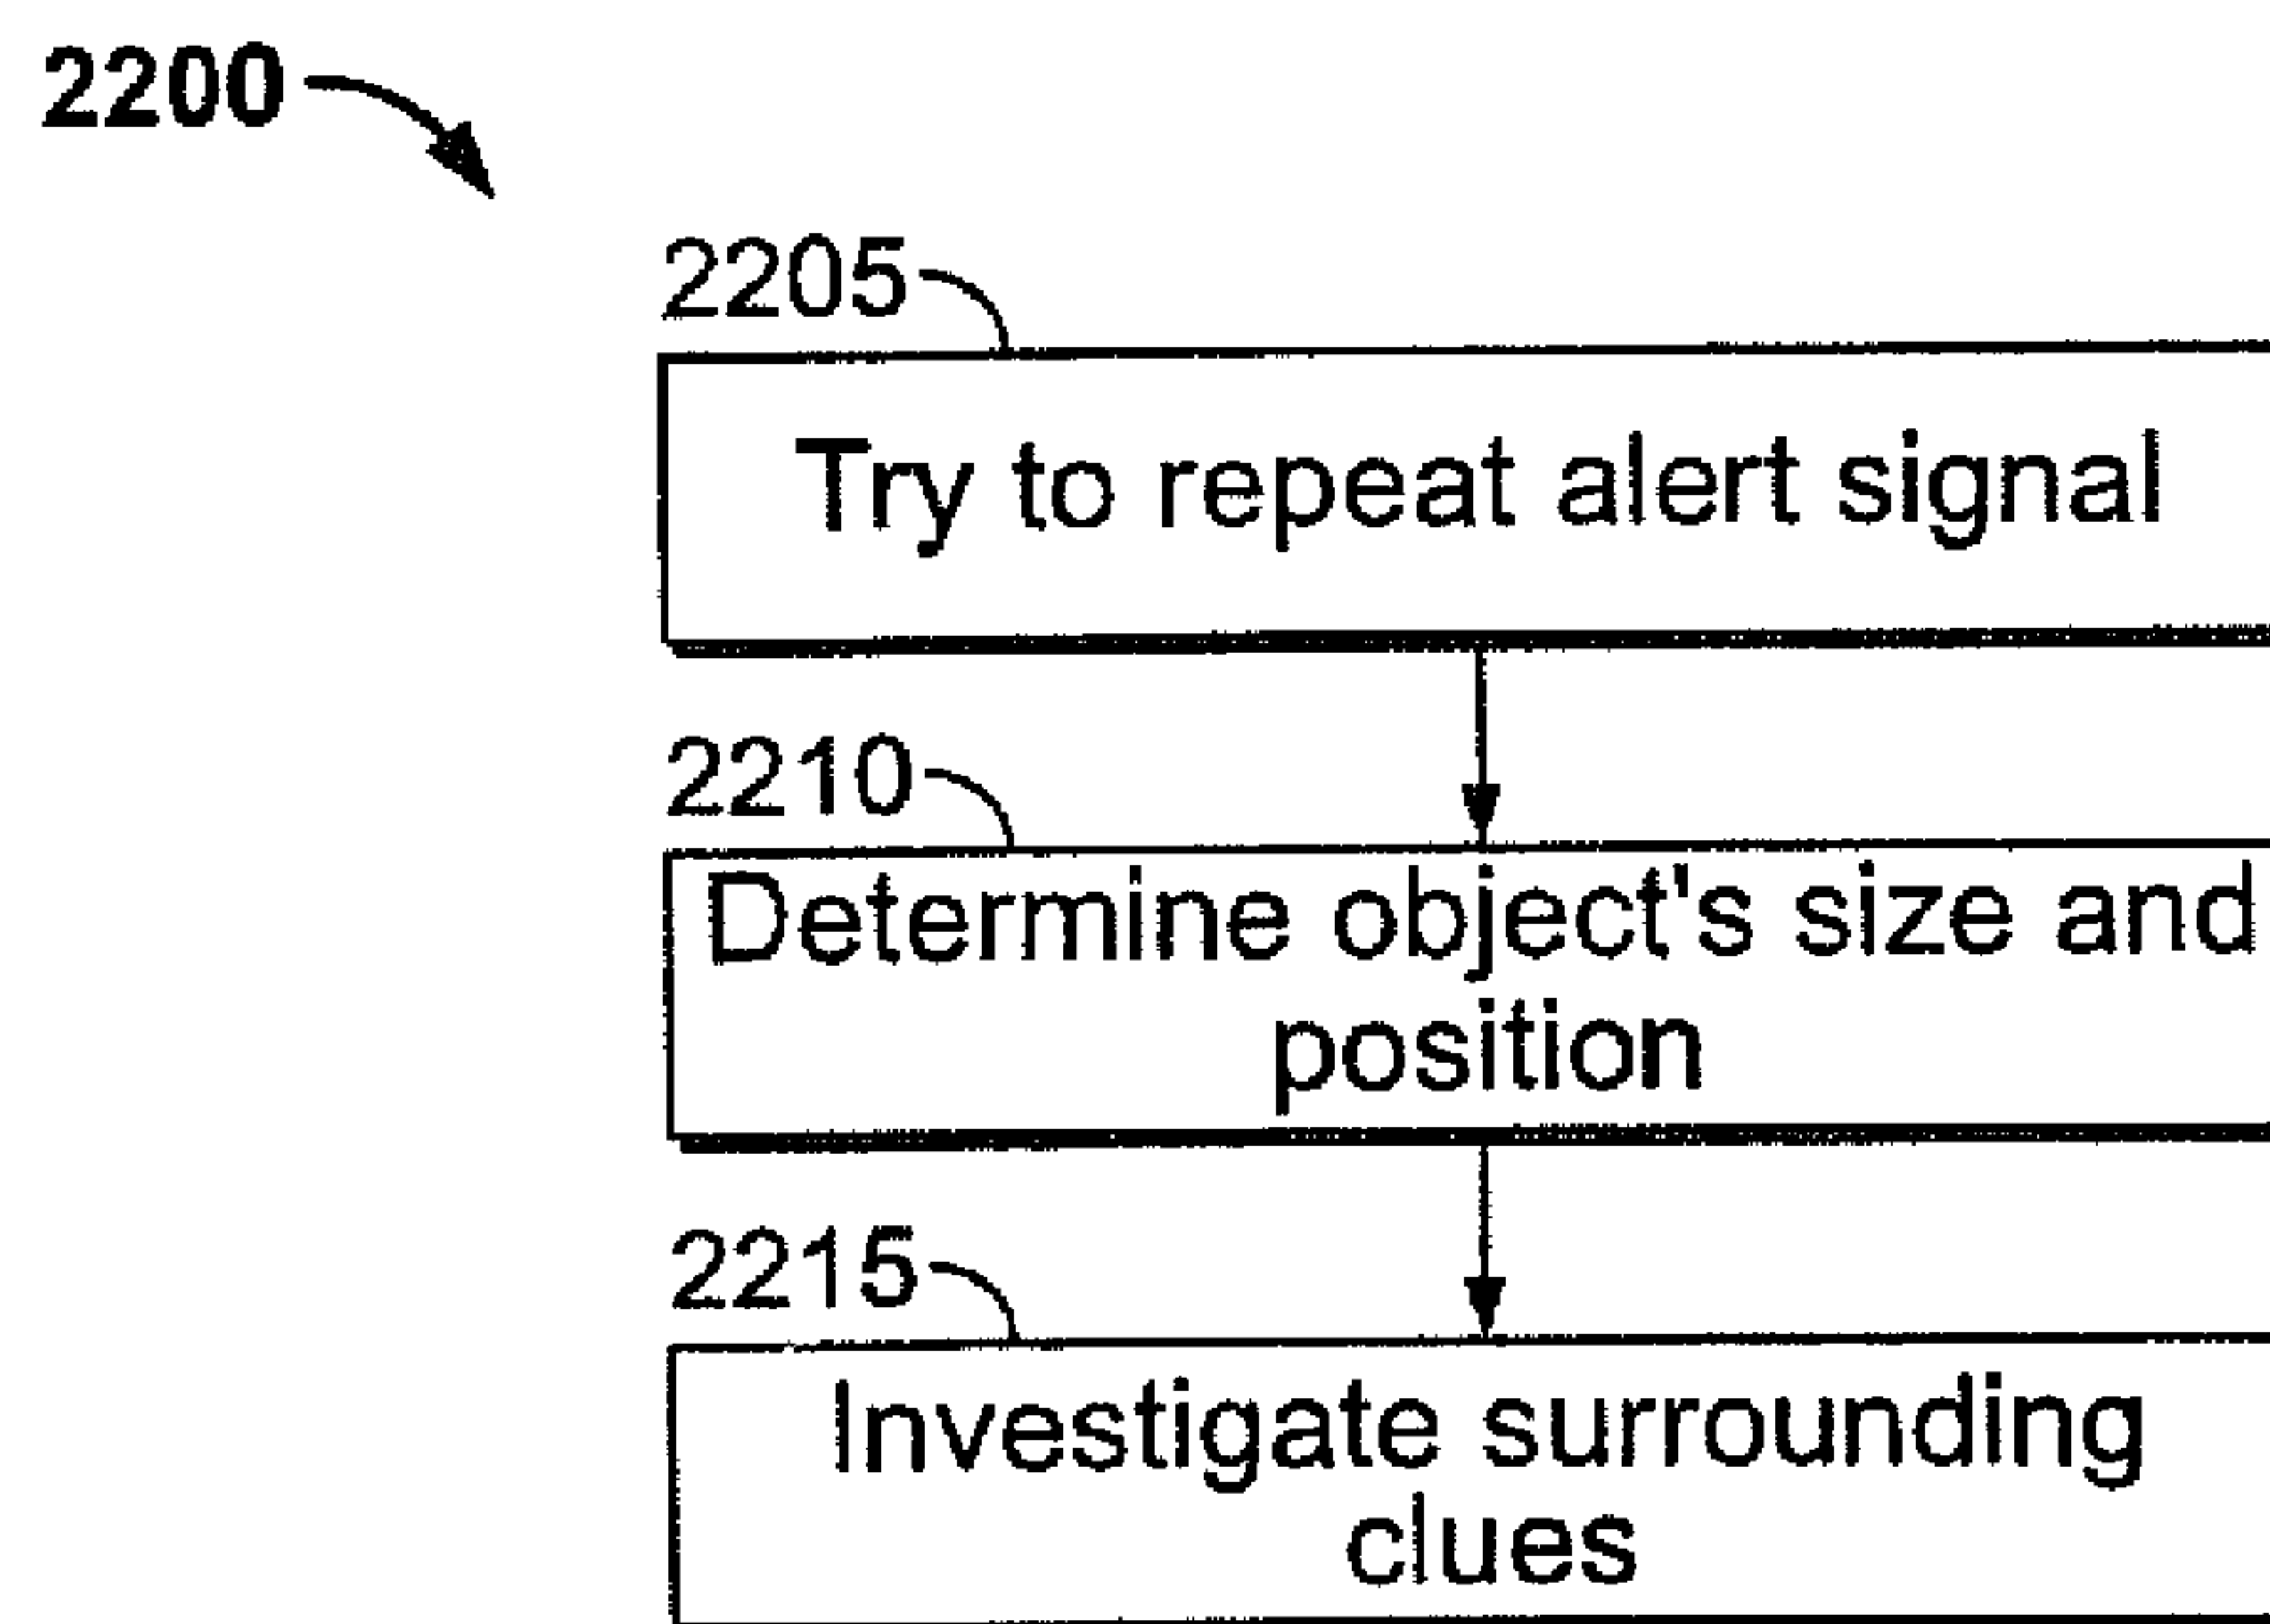 2200
2205
Try to repeat alert signal
2210
Determine object's size and
position
2215
Investigate surrounding
clues